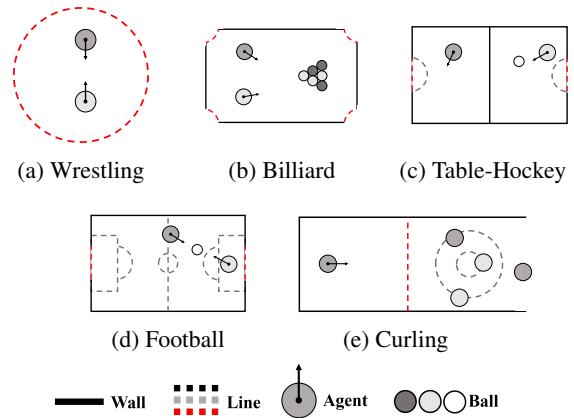 (a) Wrestling
(b) Billiard
(c) Table-Hockey
(d) Football
(e) Curling
Wall
Line
Agent
Ball